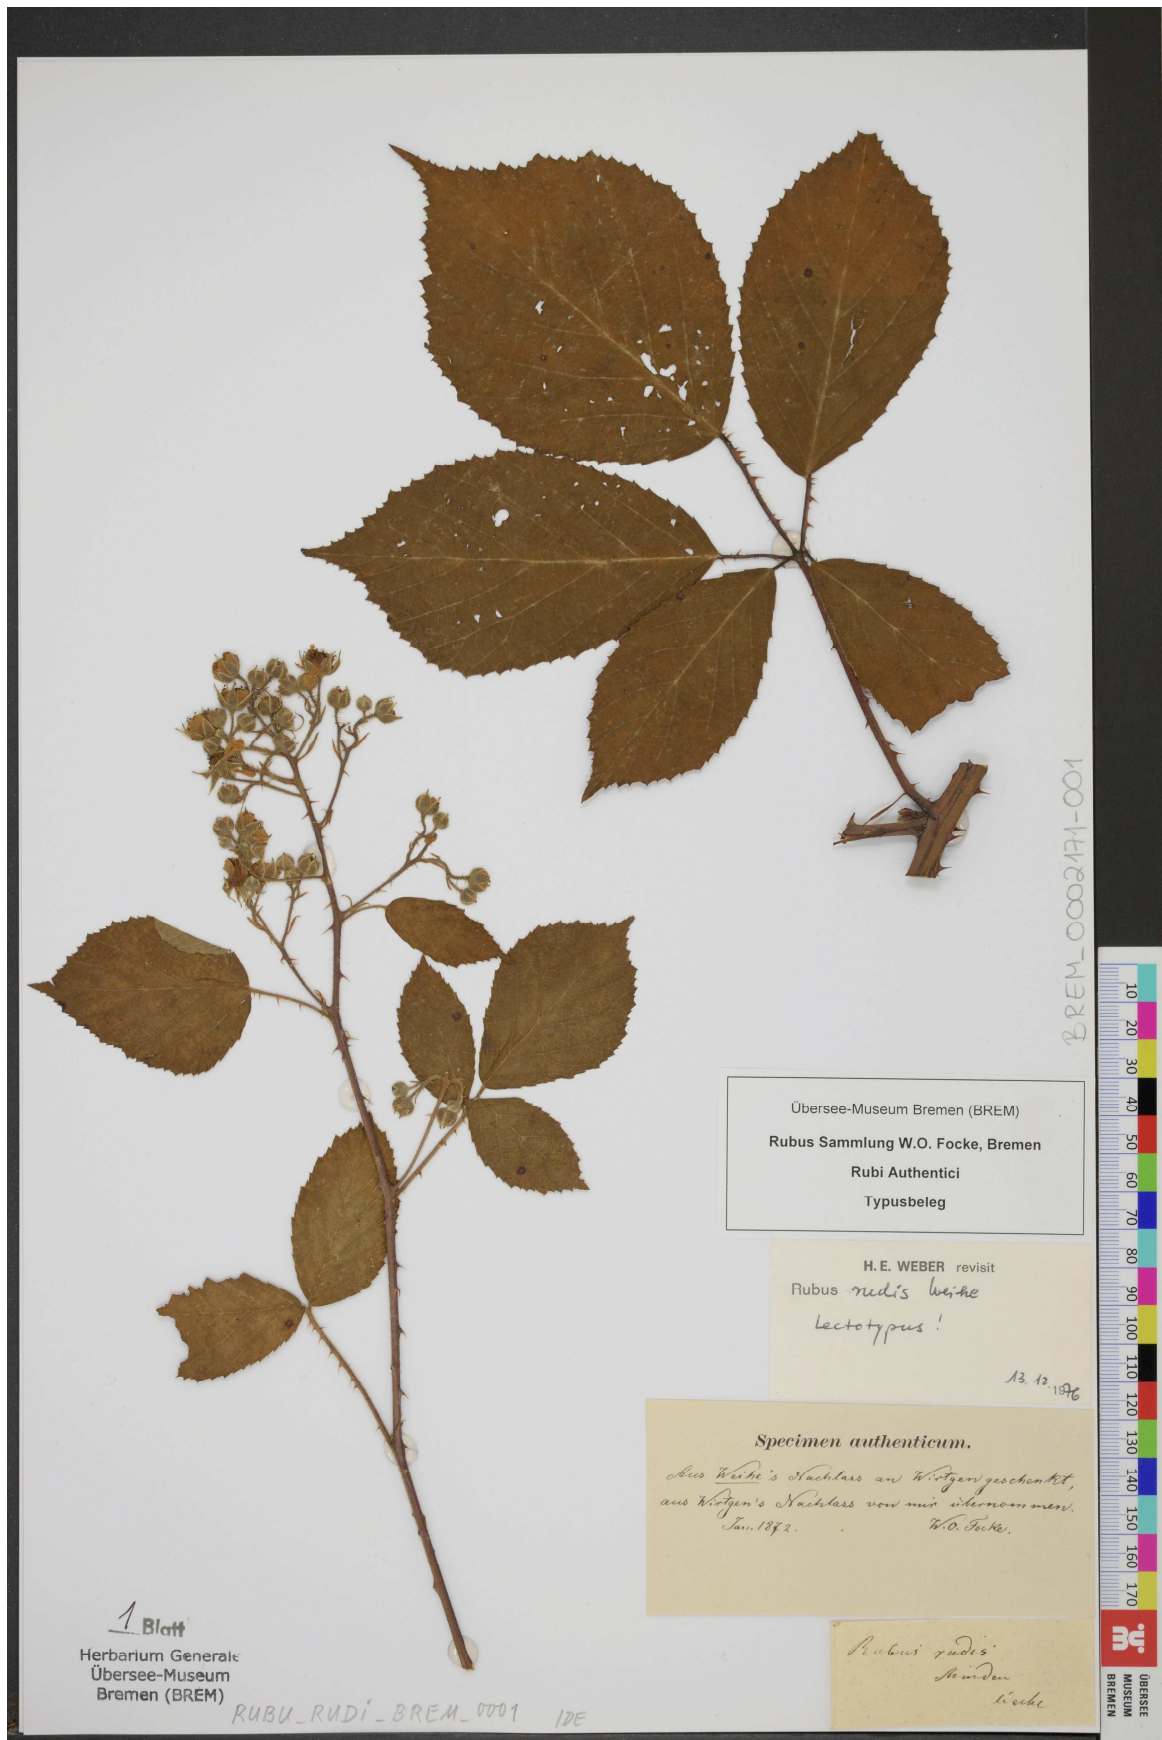 BREM-0002171-001
Übersee-Museum Bremen (BREM)
Rubus Sammlung W.O. Focke, Bremen
Rubi Authentici
Typusbeleg
H. E. WEBER revisit
Rubus rudis Weihe
Lectotypus !
13. 12. 1976
Specimen authenticum.
Aus Weihe's Nachlass an Wirtgen geschenkt,
aus Wirtgen's Nachlass von mir übernommen.
Jan. 1872. W. O. Focke.
Rubus rudis
Minden
Weihe
1 Blatt
Herbarium Generale
Übersee-Museum
Bremen (BREM)
RUBU_RUDI_BREM_0001 IDE
10
20
30
40
50
60
70
80
90
100
110
120
130
140
150
160
170
ÜBERSEE
MUSEUM
BREMEN